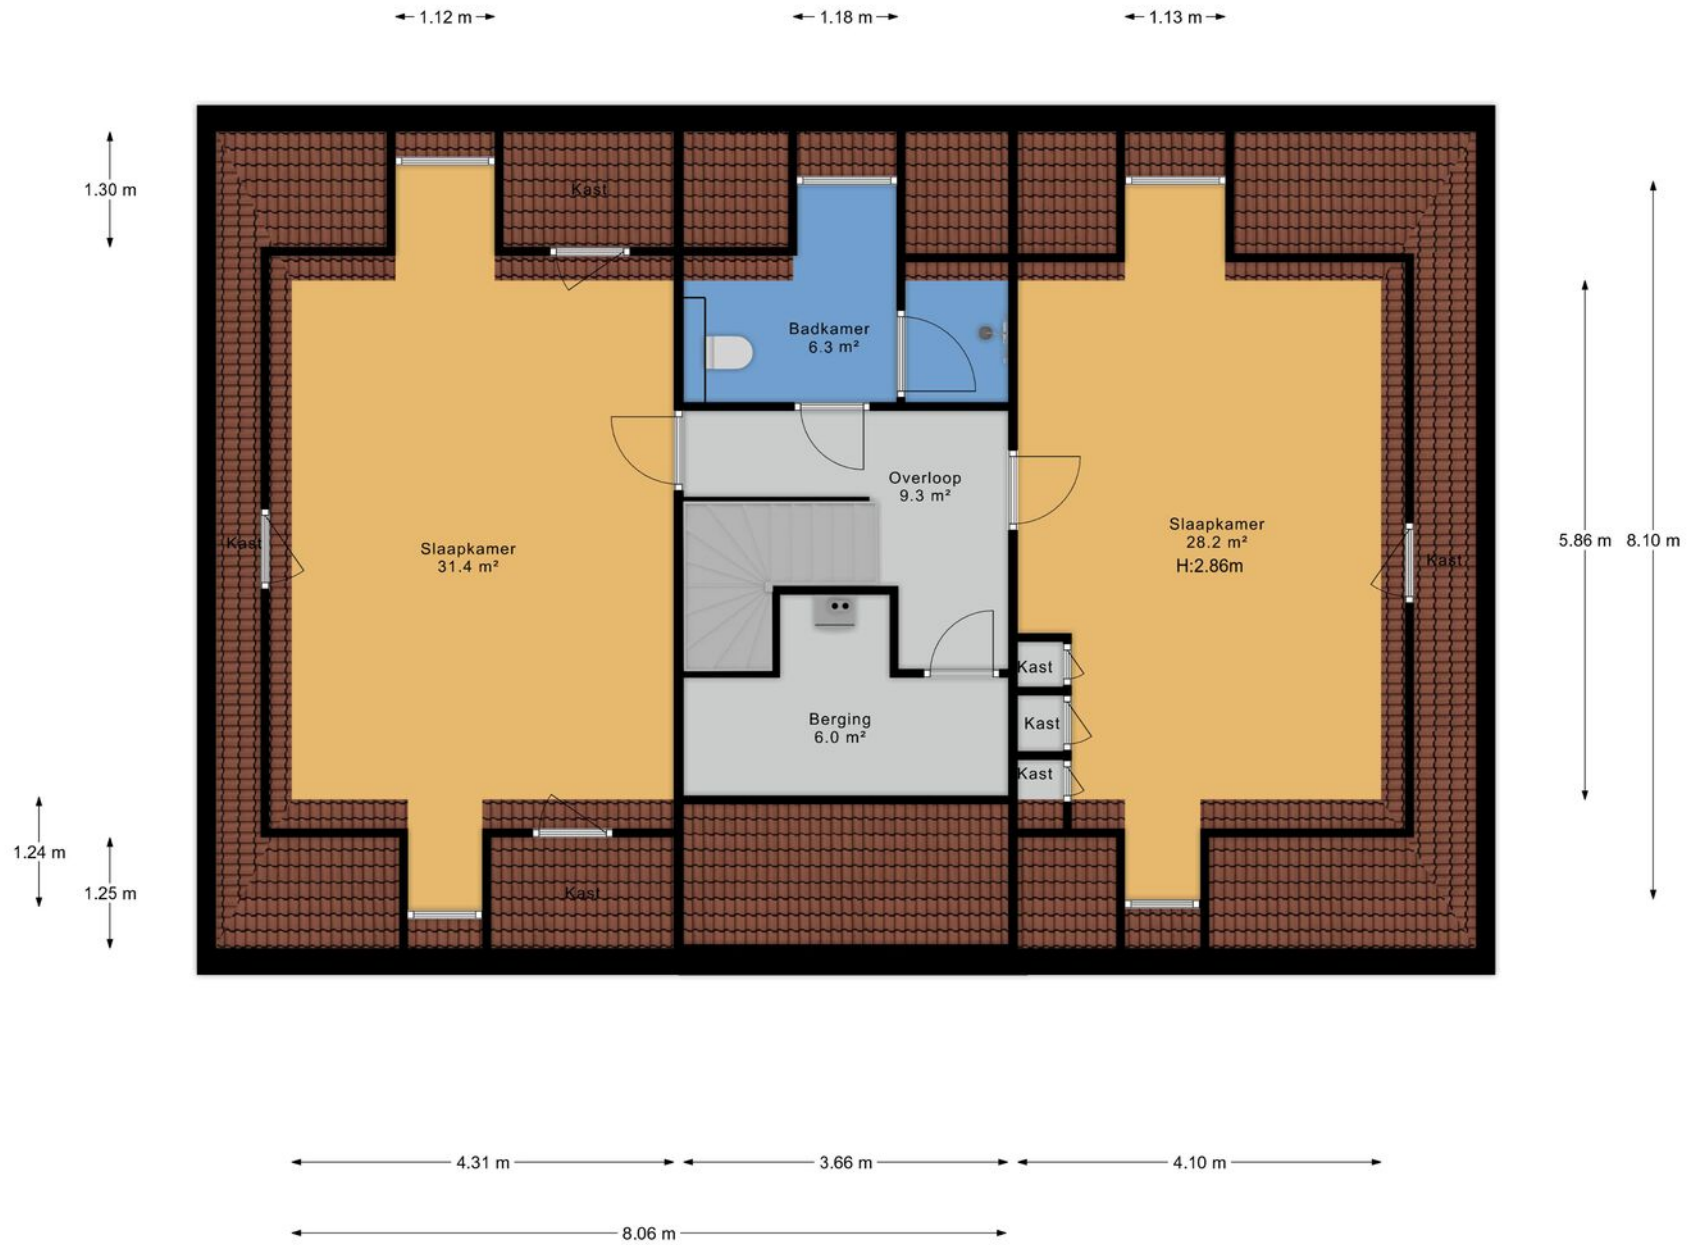 1.12 m
1.18 m
1.13 m
1.30 m
Kast
Badkamer
6.3 m²
Overloop
9.3 m²
Slaapkamer
31.4 m²
Kast
Slaapkamer
28.2 m²
H:2.86m
Kast
5.86 m
8.10 m
Kast
Kast
Kast
Berging
6.0 m²
1.24 m
1.25 m
Kast
4.31 m
3.66 m
4.10 m
8.06 m